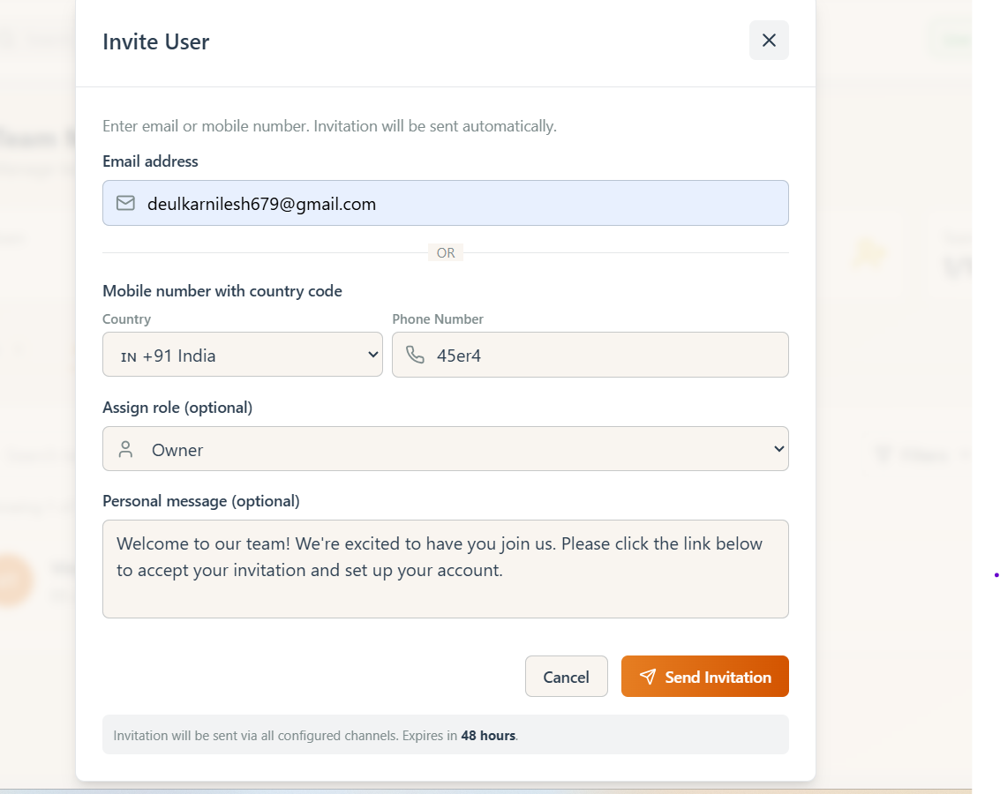 Invite User
Enter email or mobile number. Invitation will be sent automatically.
Email address
deulkarnilesh679@gmail.com
OR
Mobile number with country code
Country
Phone Number
IN +91 India
45er4
Assign role (optional)
Owner
Personal message (optional)
Welcome to our team! We're excited to have you join us. Please click the link below
to accept your invitation and set up your account.
Cancel
Send Invitation
Invitation will be sent via all configured channels. Expires in 48 hours.